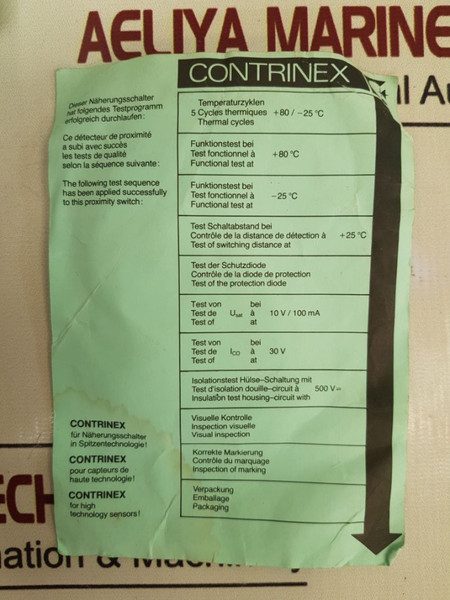 AELIYA MARINE
CONTRINEX
Dieser Näherungsschalter
hat folgendes Testprogramm
erfolgreich durchlaufen:
Ce détecteur de proximité
a subi avec succès
les tests de qualité
selon la séquence suivante:
The following test sequence
has been applied successfully
to this proximity switch:
Temperaturzyklen
5 Cycles thermiques +80 / −25 °C
Thermal cycles
Funktionstest bei
Test fonctionnel à +80 °C
Functional test at
Funktionstest bei
Test fonctionnel à −25 °C
Functional test at
Test Schaltabstand bei
Contrôle de la distance de détection à +25 °C
Test of switching distance at
Test der Schutzdiode
Contrôle de la diode de protection
Test of the protection diode
Test von bei
Test de Usat à 10 V / 100 mA
Test of at
Test von bei
Test de ICO à 30 V
Test of at
Isolationstest Hülse–Schaltung mit
Test d'isolation douille–circuit à 500 V=
Insulation test housing–circuit with
Visuelle Kontrolle
Inspection visuelle
Visual inspection
Korrekte Markierung
Contrôle du marquage
Inspection of marking
Verpackung
Emballage
Packaging
CONTRINEX
für Näherungsschalter
in Spitzentechnologie!
CONTRINEX
pour capteurs de
haute technologie!
CONTRINEX
for high
technology sensors!
ECH
nation &